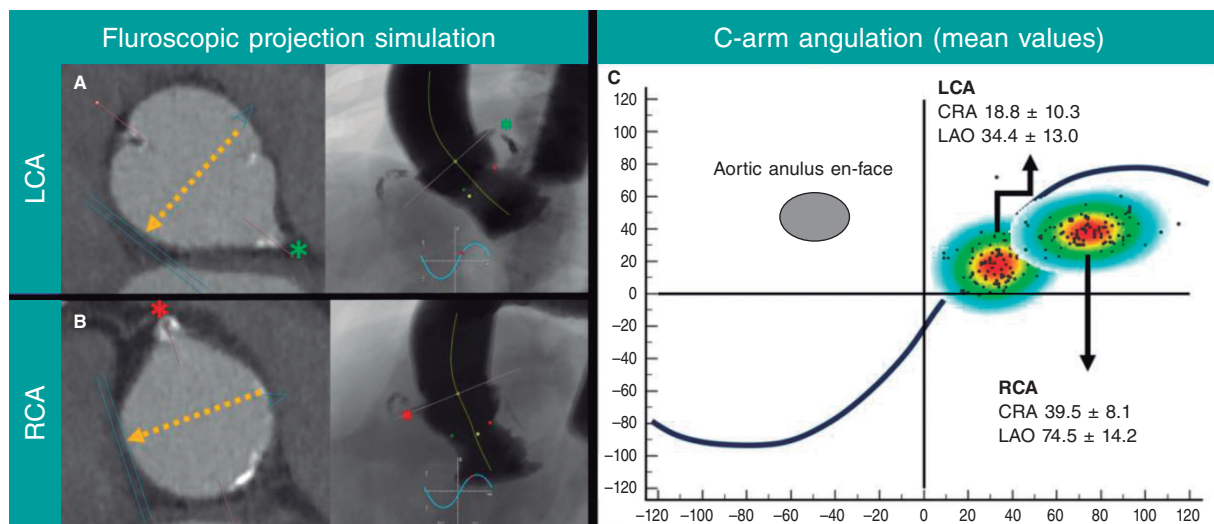 Fluroscopic projection simulation
C-arm angulation (mean values)
LCA
A
*
RCA
B
*
C
LCA
CRA 18.8 ± 10.3
LAO 34.4 ± 13.0
Aortic anulus en-face
RCA
CRA 39.5 ± 8.1
LAO 74.5 ± 14.2
120
100
80
60
40
20
0
−20
−40
−60
−80
−100
−120
−120 −100 −80 −60 −40 −20 0 20 40 60 80 100 120